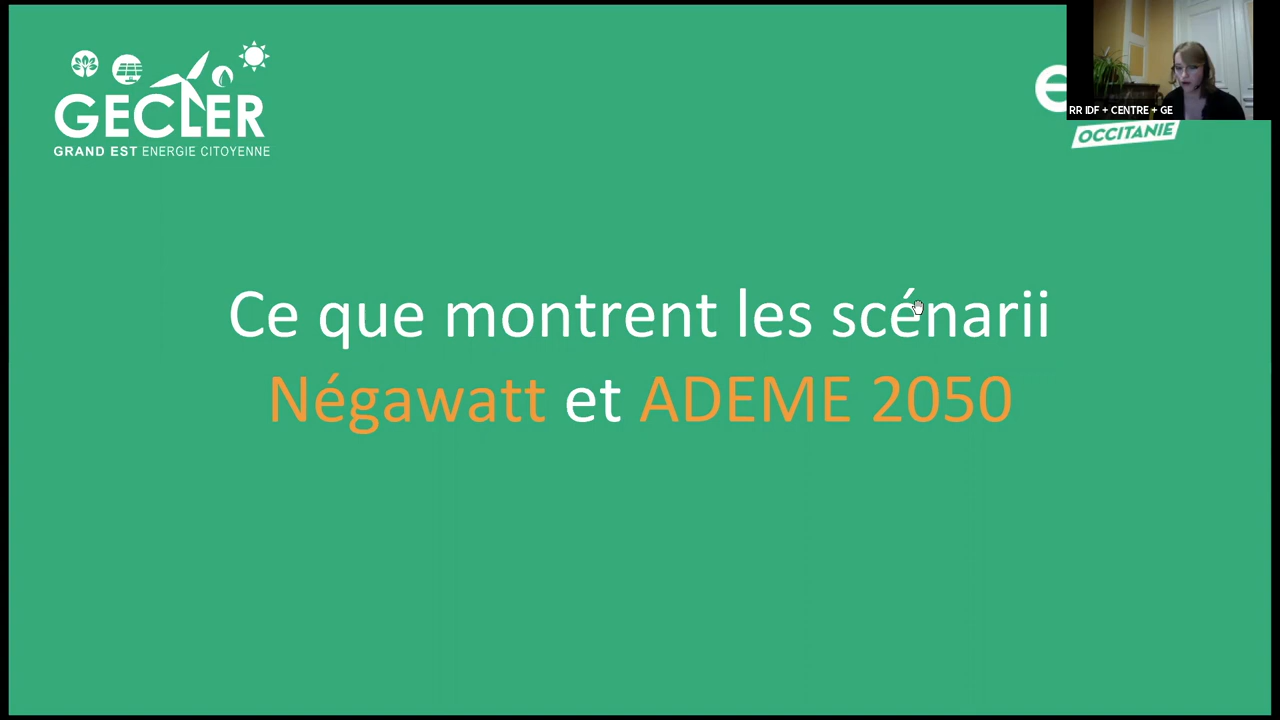 GECLER
GRAND EST ENERGIE CITOYENNE
RR IDF + CENTRE + GE
OCCITANIE
Ce que montrent les scénarii
Négawatt et ADEME 2050